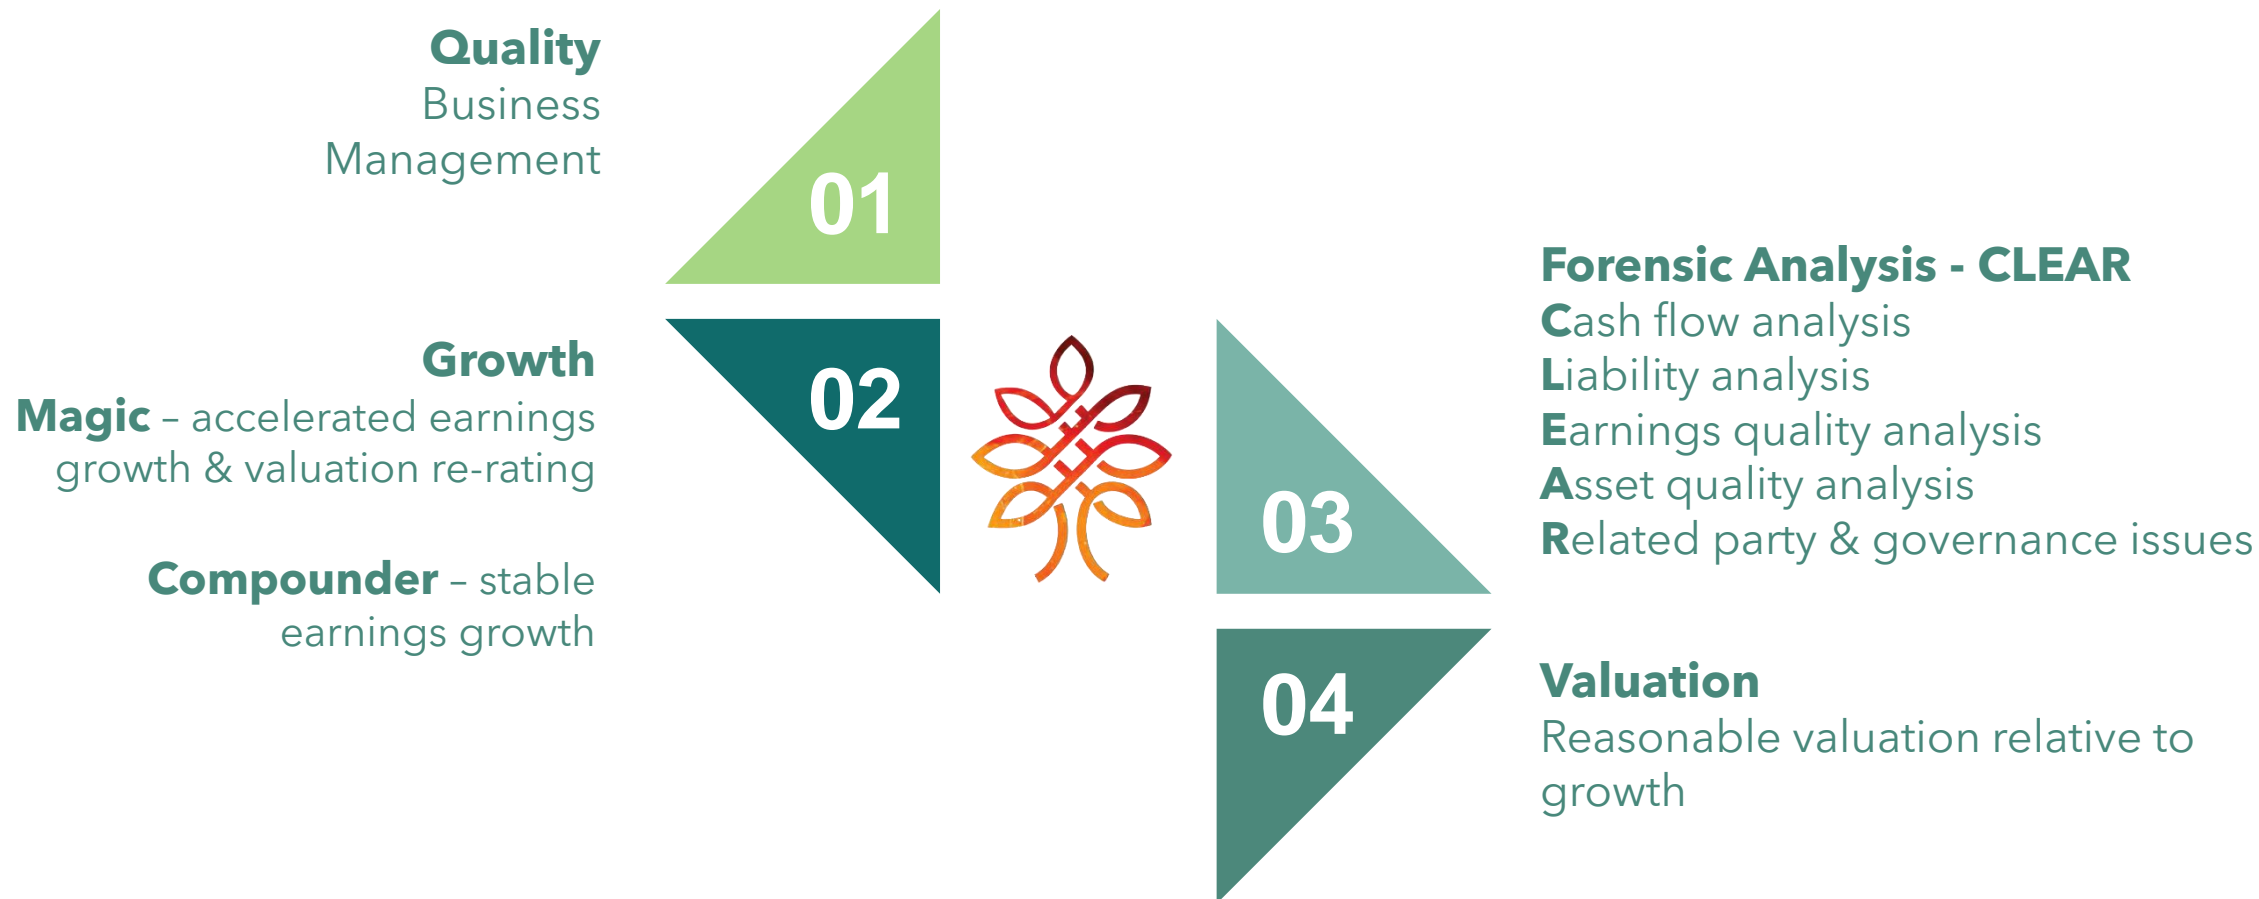 Quality
Business
Management
01
Growth
Magic – accelerated earnings
growth & valuation re-rating
Compounder – stable
earnings growth
02
Forensic Analysis - CLEAR
Cash flow analysis
Liability analysis
Earnings quality analysis
Asset quality analysis
Related party & governance issues
03
Valuation
Reasonable valuation relative to
growth
04